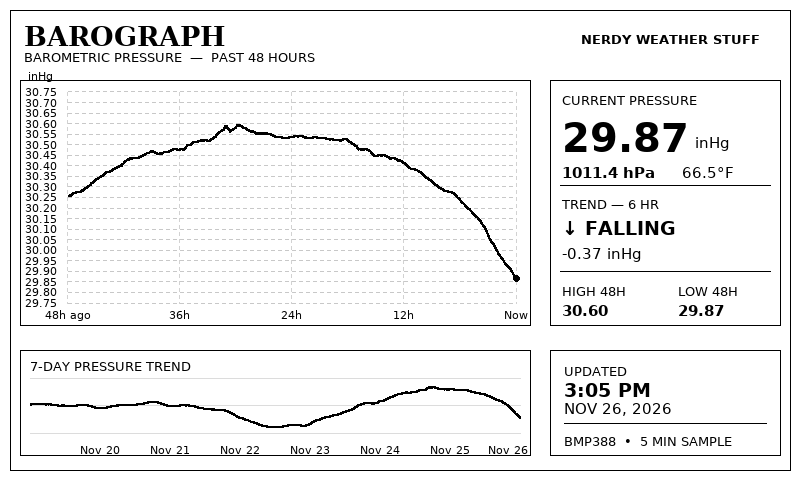 BAROGRAPH
BAROMETRIC PRESSURE — PAST 48 HOURS
NERDY WEATHER STUFF
inHg
30.75
30.70
30.65
30.60
30.55
30.50
30.45
30.40
30.35
30.30
30.25
30.20
30.15
30.10
30.05
30.00
29.95
29.90
29.85
29.80
29.75
48h ago 36h 24h 12h Now
CURRENT PRESSURE
29.87 inHg
1011.4 hPa 66.5°F
TREND — 6 HR
↓ FALLING
-0.37 inHg
HIGH 48H LOW 48H
30.60 29.87
7-DAY PRESSURE TREND
Nov 20 Nov 21 Nov 22 Nov 23 Nov 24 Nov 25 Nov 26
UPDATED
3:05 PM
NOV 26, 2026
BMP388 • 5 MIN SAMPLE